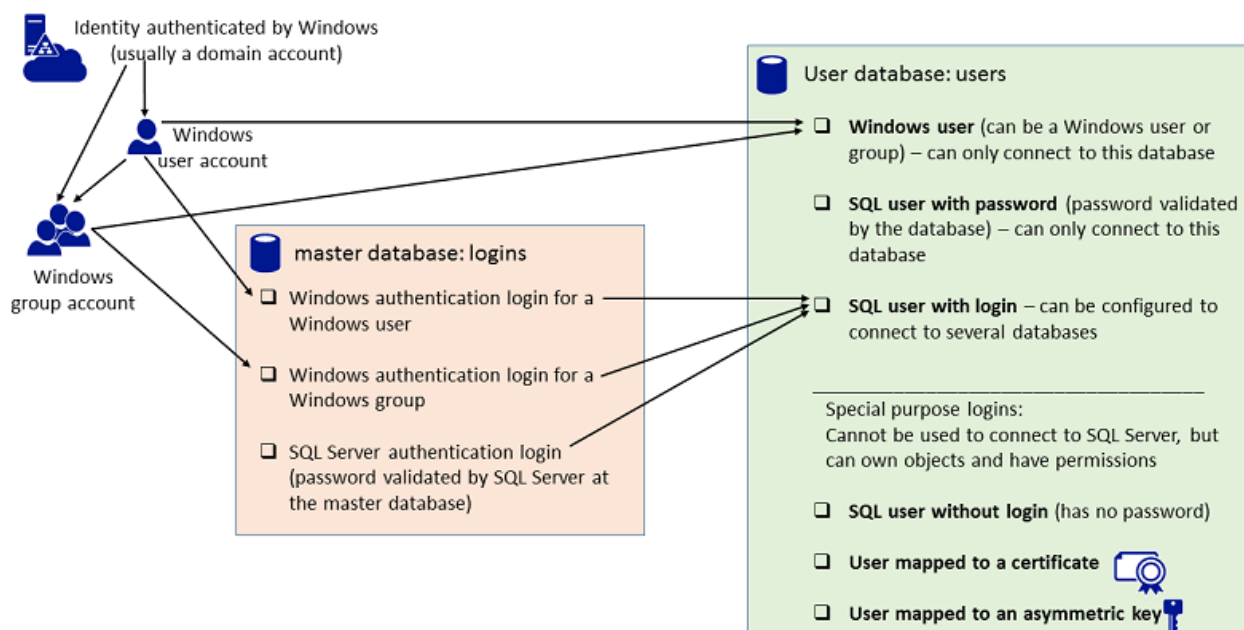 Identity authenticated by Windows
(usually a domain account)
Windows
user account
Windows
group account
master database: logins
Windows authentication login for a
Windows user
Windows authentication login for a
Windows group
SQL Server authentication login
(password validated by SQL Server at
the master database)
User database: users
Windows user (can be a Windows user or
group) – can only connect to this database
SQL user with password (password validated
by the database) – can only connect to this
database
SQL user with login – can be configured to
connect to several databases
Special purpose logins:
Cannot be used to connect to SQL Server, but
can own objects and have permissions
SQL user without login (has no password)
User mapped to a certificate
User mapped to an asymmetric key